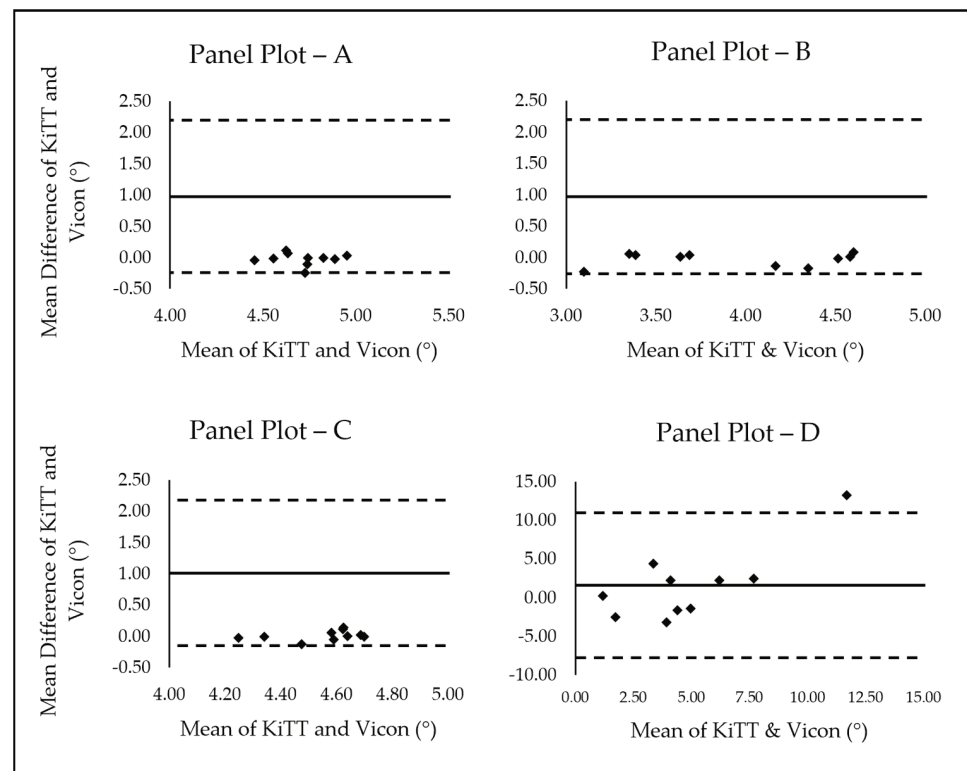 Panel Plot – A
Mean Difference of KiTT and
Vicon (°)
2.50
2.00
1.50
1.00
0.50
0.00
-0.50
4.00 4.50 5.00 5.50
Mean of KiTT and Vicon (°)
Panel Plot – B
2.50
2.00
1.50
1.00
0.50
0.00
-0.50
3.00 3.50 4.00 4.50 5.00
Mean of KiTT & Vicon (°)
Panel Plot – C
Mean Difference of KiTT and
Vicon (°)
2.50
2.00
1.50
1.00
0.50
0.00
-0.50
4.00 4.20 4.40 4.60 4.80 5.00
Mean of KiTT and Vicon (°)
Panel Plot – D
15.00
10.00
5.00
0.00
-5.00
-10.00
0.00 2.50 5.00 7.50 10.00 12.50 15.00
Mean of KiTT & Vicon (°)